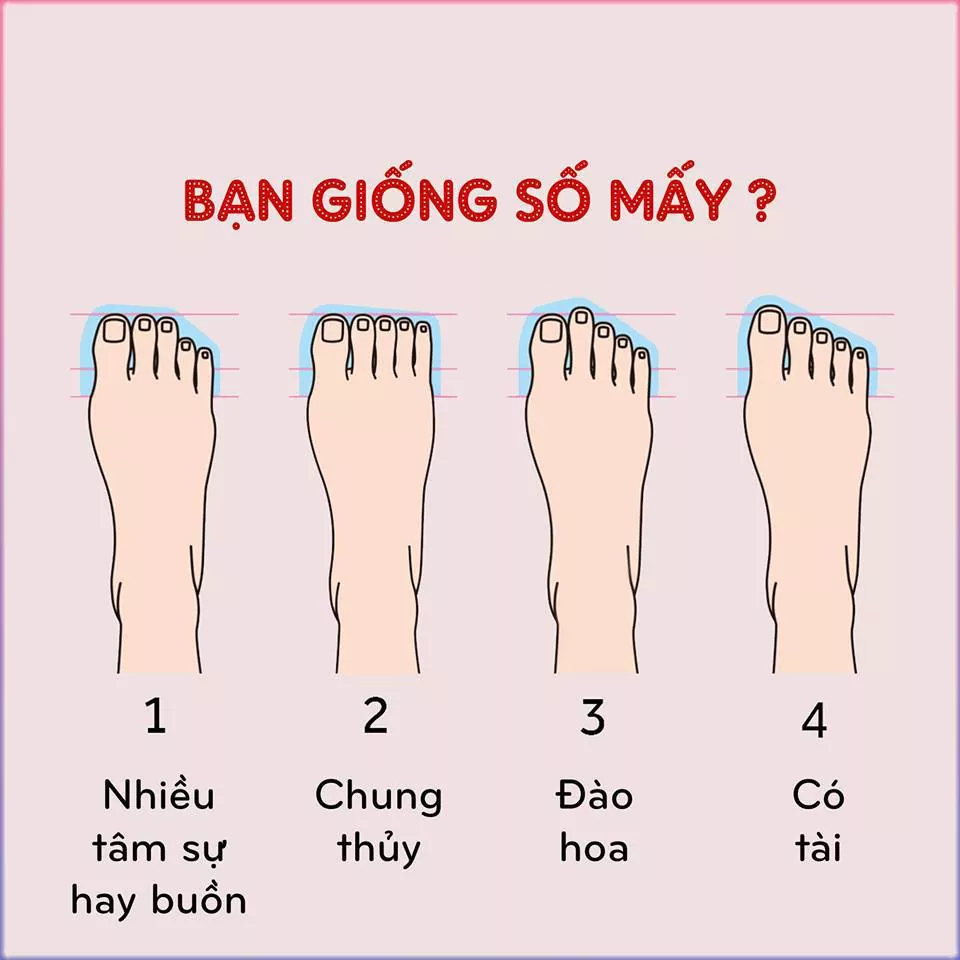 BẠN GIỐNG SỐ MẤY ?
1
Nhiều
tâm sự
hay buồn
2
Chung
thủy
3
Đào
hoa
4
Có
tài